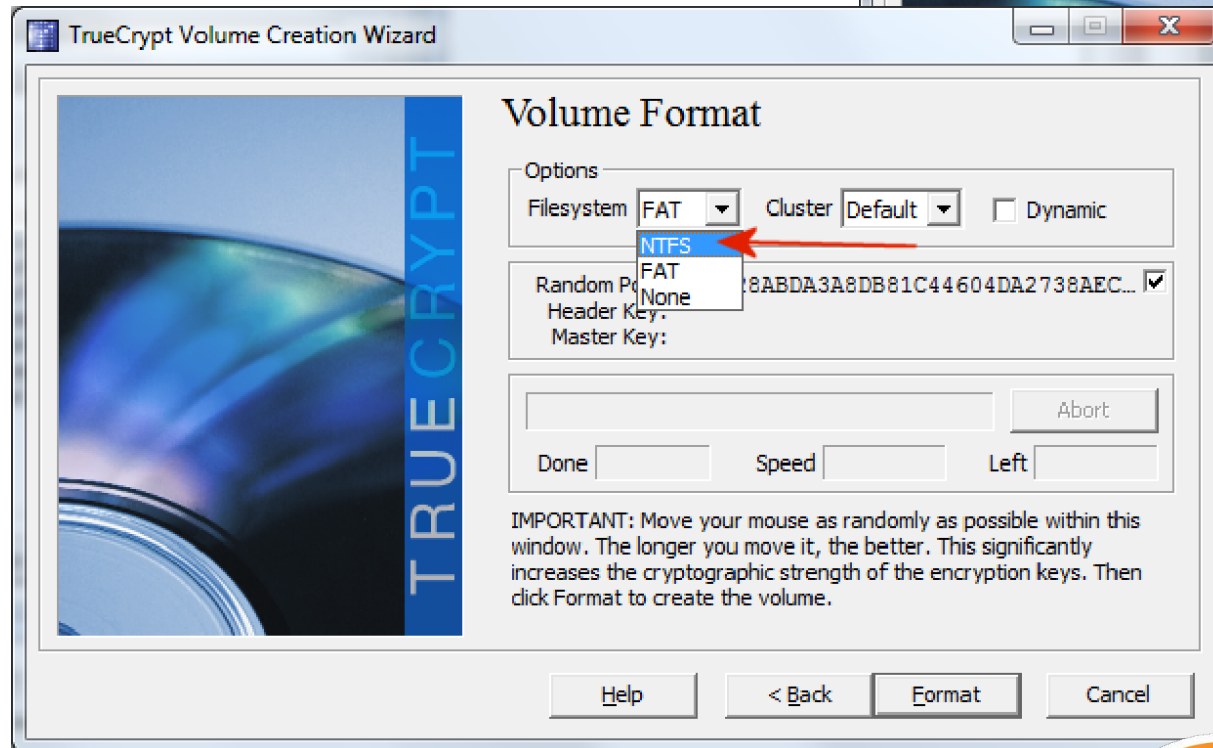 TrueCrypt Volume Creation Wizard
TRUECRYPT
Volume Format
Options
Filesystem FAT Cluster Default Dynamic
NTFS
FAT
None
Random P 8ABDA3A8DB81C44604DA2738AEC...
Header Key:
Master Key:
Abort
Done Speed Left
IMPORTANT: Move your mouse as randomly as possible within this
window. The longer you move it, the better. This significantly
increases the cryptographic strength of the encryption keys. Then
click Format to create the volume.
Help < Back Format Cancel